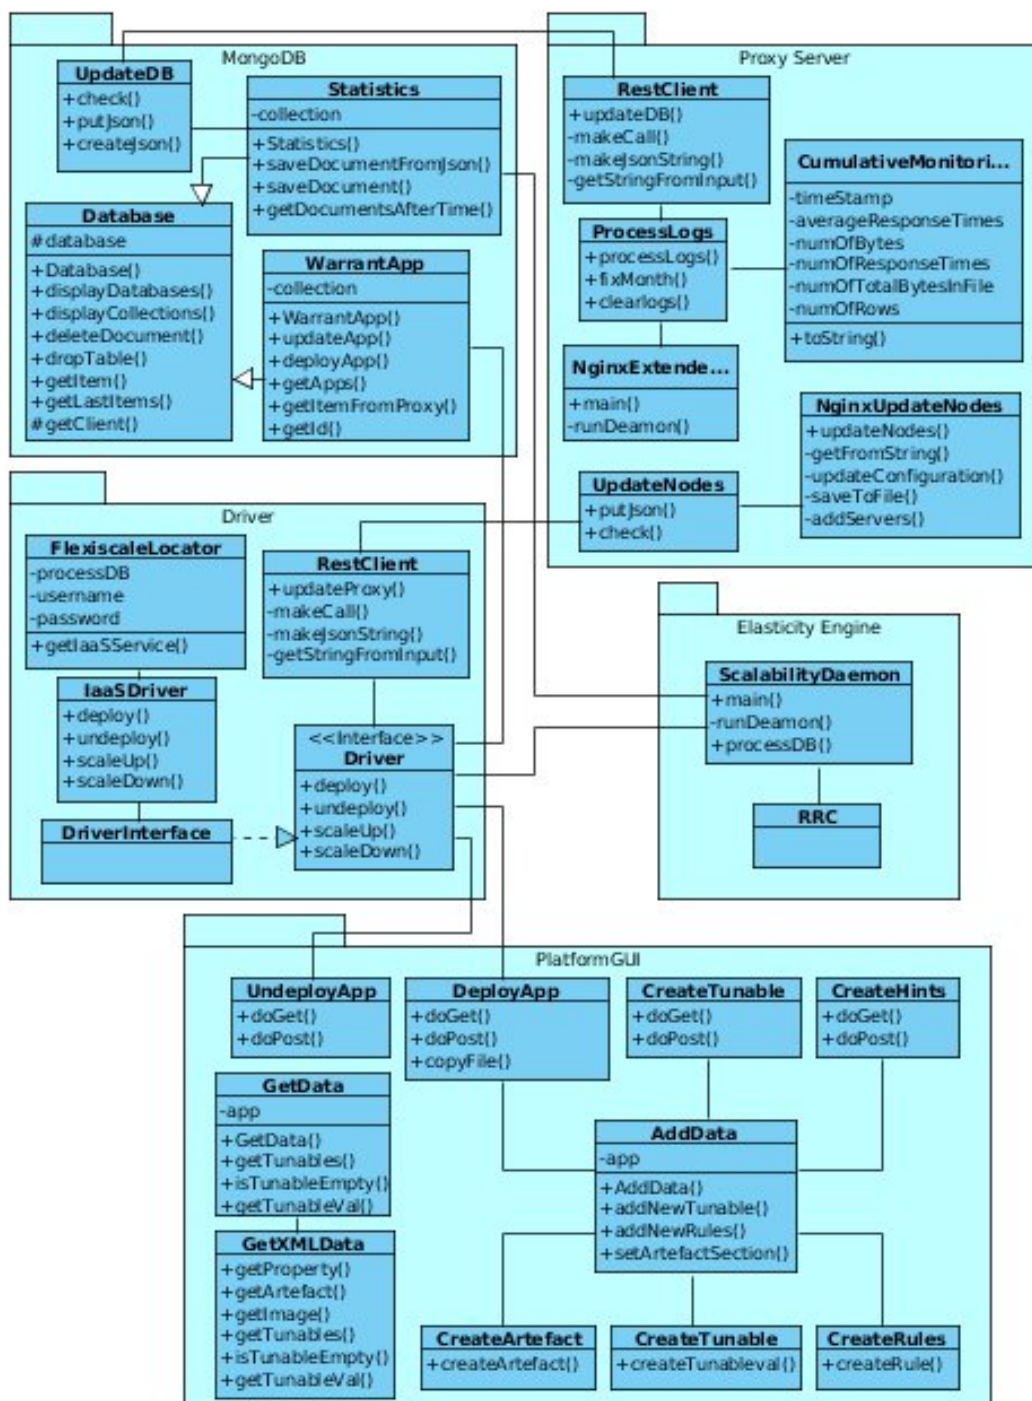 MongoDB
UpdateDB
+check()
+putJson()
+createJson()
Statistics
-collection
+Statistics()
+saveDocumentFromJson()
+saveDocument()
+getDocumentsAfterTime()
Database
#database
+Database()
+displayDatabases()
+displayCollections()
+deleteDocument()
+dropTable()
+getItem()
+getLastItems()
#getClient()
WarrantApp
-collection
+WarrantApp()
+updateApp()
+deployApp()
+getApps()
+getItemFromProxy()
+getId()
Proxy Server
RestClient
+updateDB()
-makeCall()
-makeJsonString()
-getStringFromInput()
CumulativeMonitori...
-timeStamp
-averageResponseTimes
-numOfBytes
-numOfResponseTimes
-numOfTotalBytesInFile
-numOfRows
+toString()
ProcessLogs
+processLogs()
+fixMonth()
+clearlogs()
NginxExtende...
+main()
-runDeamon()
NginxUpdateNodes
+updateNodes()
-getFromString()
-updateConfiguration()
-saveToFile()
-addServers()
UpdateNodes
+putJson()
+check()
Driver
FlexiscaleLocator
-processDB
-username
-password
+getIaaSService()
RestClient
+updateProxy()
-makeCall()
-makeJsonString()
-getStringFromInput()
IaaSDriver
+deploy()
+undeploy()
+scaleUp()
+scaleDown()
<<Interface>>
Driver
+deploy()
+undeploy()
+scaleUp()
+scaleDown()
DriverInterface
Elasticity Engine
ScalabilityDaemon
+main()
-runDeamon()
+processDB()
RRC
PlatformGUI
UndeployApp
+doGet()
+doPost()
DeployApp
+doGet()
+doPost()
+copyFile()
CreateTunable
+doGet()
+doPost()
CreateHints
+doGet()
+doPost()
GetData
-app
+GetData()
+getTunables()
+isTunableEmpty()
+getTunableVal()
AddData
-app
+AddData()
+addNewTunable()
+addNewRules()
+setArtefactSection()
GetXMLData
+getProperty()
+getArtefact()
+getImage()
+getTunables()
+isTunableEmpty()
+getTunableVal()
CreateArtefact
+createArtefact()
CreateTunable
+createTunableval()
CreateRules
+createRule()